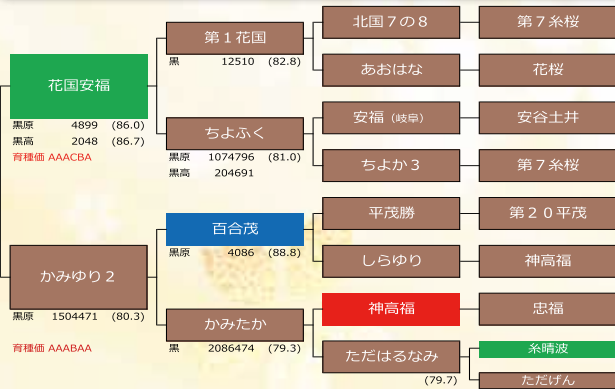 花国安福
黒原 4899 (86.0)
黒高 2048 (86.7)
育種価 AAACBA
かみゆり2
黒原 1504471 (80.3)
育種価 AAABAA
第1花国
黒 12510 (82.8)
ちよふく
黒原 1074796 (81.0)
黒高 204691
百合茂
黒原 4086 (88.8)
かみたか
黒 2086474 (79.3)
北国7の8
あおはな
安福（岐阜）
ちよか3
平茂勝
しらゆり
神高福
ただはるなみ
(79.7)
第7糸桜
花桜
安谷土井
第7糸桜
第20平茂
神高福
忠福
糸晴波
ただげん